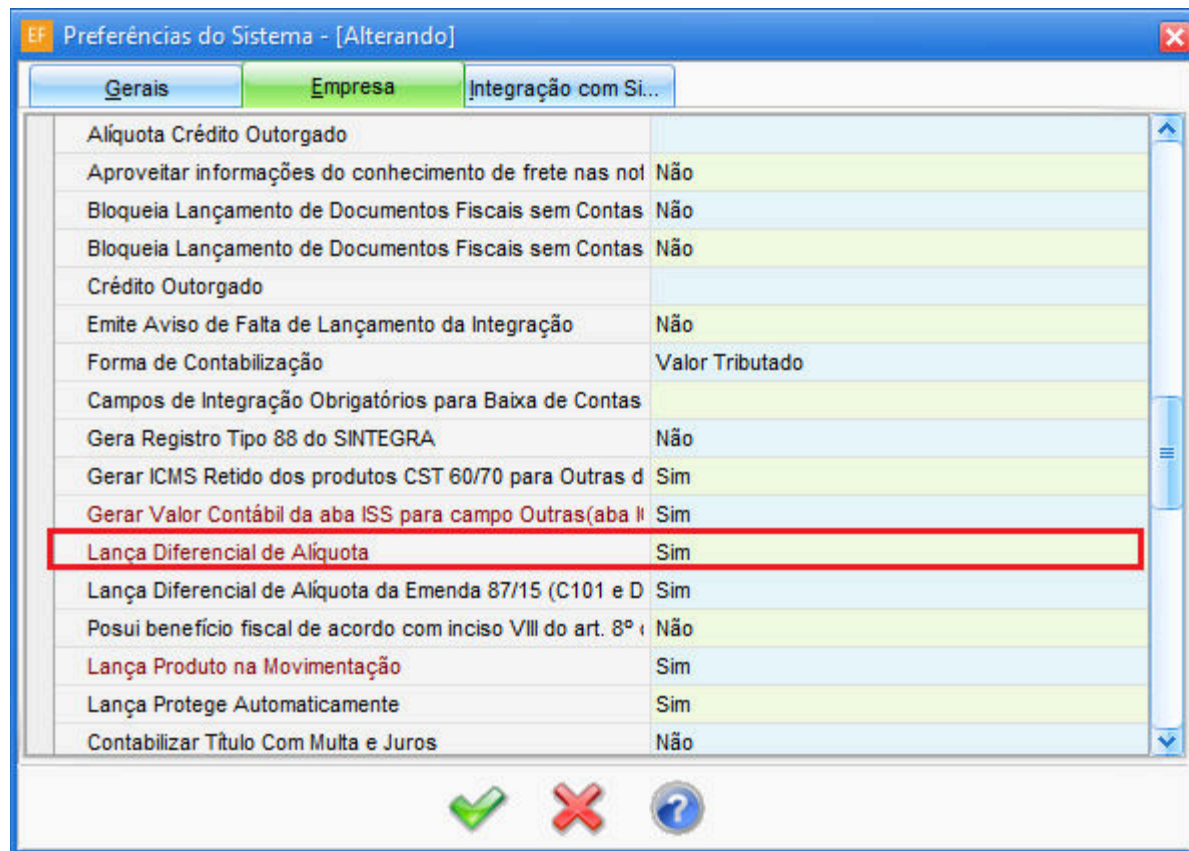 EF Preferências do Sistema - [Alterando]
Gerais Empresa Integração com Si...
Alíquota Crédito Outorgado
Aproveitar informações do conhecimento de frete nas not Não
Bloqueia Lançamento de Documentos Fiscais sem Contas Não
Bloqueia Lançamento de Documentos Fiscais sem Contas Não
Crédito Outorgado
Emite Aviso de Falta de Lançamento da Integração Não
Forma de Contabilização Valor Tributado
Campos de Integração Obrigatórios para Baixa de Contas
Gera Registro Tipo 88 do SINTEGRA Não
Gerar ICMS Retido dos produtos CST 60/70 para Outras d Sim
Gerar Valor Contábil da aba ISS para campo Outras(aba I Sim
Lança Diferencial de Alíquota Sim
Lança Diferencial de Alíquota da Emenda 87/15 (C101 e D Sim
Posui benefício fiscal de acordo com inciso VIII do art. 8º Não
Lança Produto na Movimentação Sim
Lança Protege Automaticamente Sim
Contabilizar Título Com Multa e Juros Não